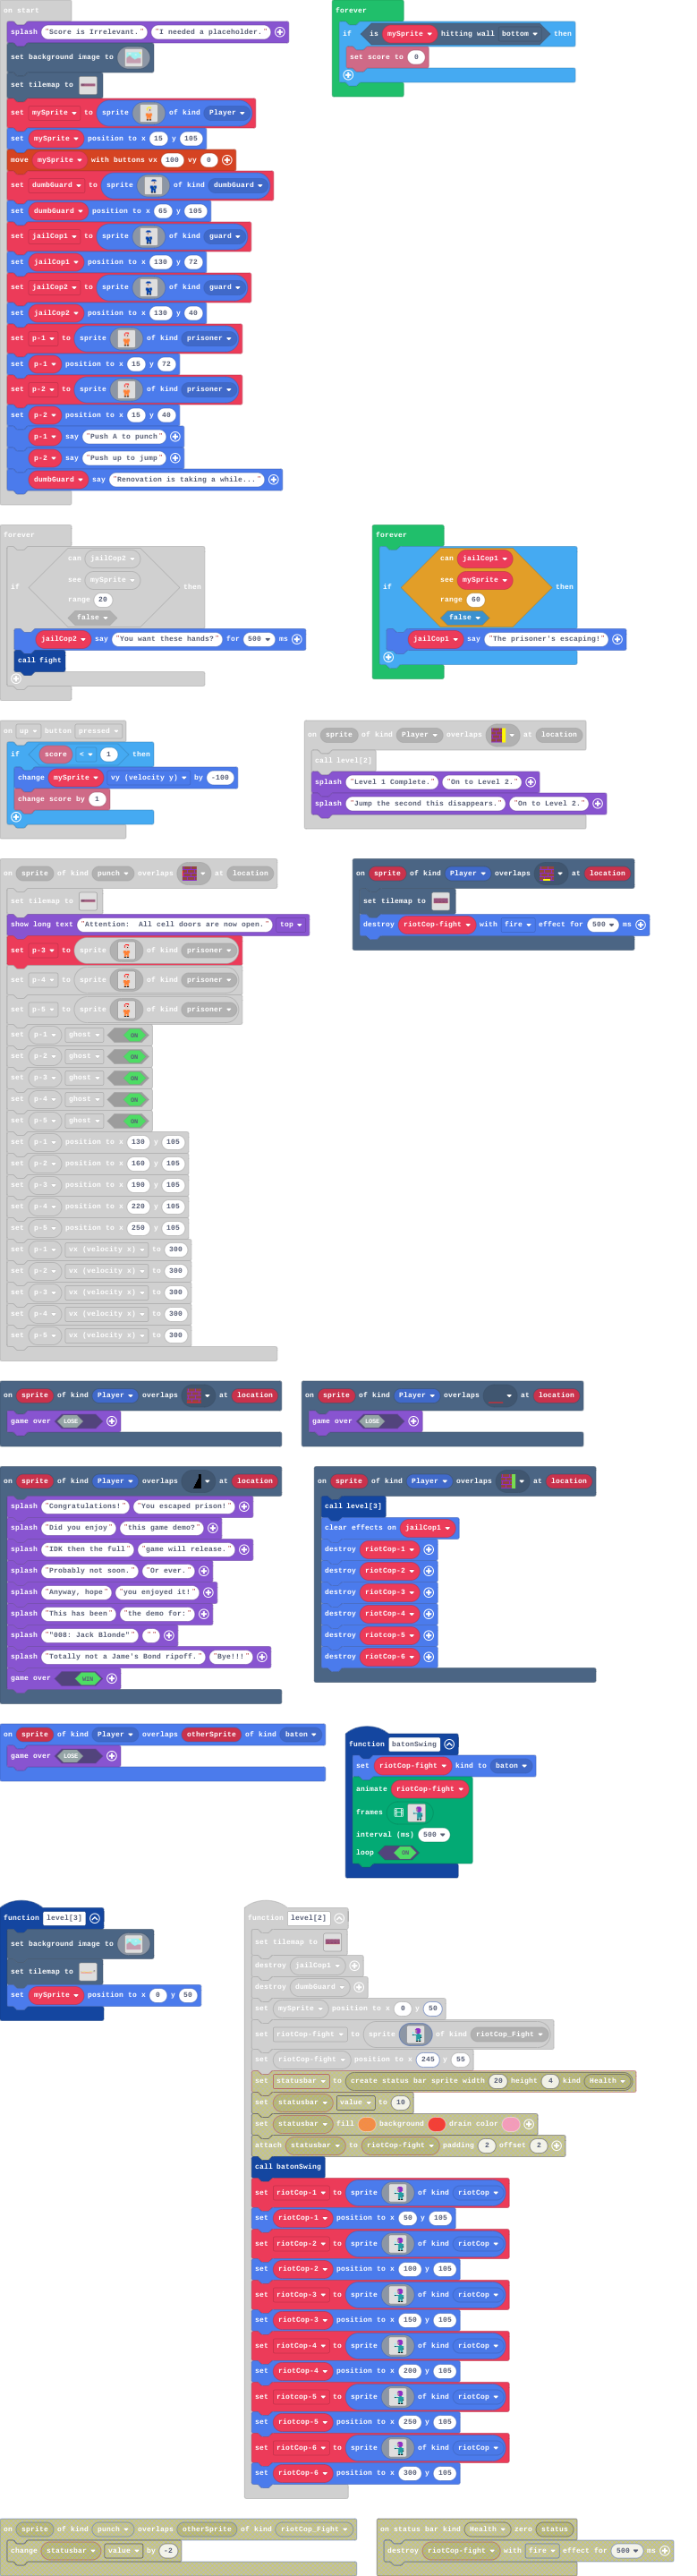 on start
splash "Score is Irrelevant." "I needed a placeholder."
set background image to
set tilemap to
set mySprite to sprite of kind Player
set mySprite position to x 15 y 105
move mySprite with buttons vx 100 vy 0
set dumbGuard to sprite of kind dumbGuard
set dumbGuard position to x 65 y 105
set jailCop1 to sprite of kind guard
set jailCop1 position to x 130 y 72
set jailCop2 to sprite of kind guard
set jailCop2 position to x 130 y 40
set p-1 to sprite of kind prisoner
set p-1 position to x 15 y 72
set p-2 to sprite of kind prisoner
set p-2 position to x 15 y 40
p-1 say "Push A to punch"
p-2 say "Push up to jump"
dumbGuard say "Renovation is taking a while..."
forever
if is mySprite hitting wall bottom then
set score to 0
forever
if can jailCop2 see mySprite range 20 false then
jailCop2 say "You want these hands?" for 500 ms
call fight
forever
if can jailCop1 see mySprite range 60 false then
jailCop1 say "The prisoner's escaping!"
on up button pressed
if score < 1 then
change mySprite vy (velocity y) by -100
change score by 1
on sprite of kind Player overlaps at location
call level[2]
splash "Level 1 Complete." "On to Level 2."
splash "Jump the second this disappears." "On to Level 2."
on sprite of kind punch overlaps at location
set tilemap to
show long text "Attention:  All cell doors are now open." top
set p-3 to sprite of kind prisoner
set p-4 to sprite of kind prisoner
set p-5 to sprite of kind prisoner
set p-1 ghost ON
set p-2 ghost ON
set p-3 ghost ON
set p-4 ghost ON
set p-5 ghost ON
set p-1 position to x 130 y 105
set p-2 position to x 160 y 105
set p-3 position to x 190 y 105
set p-4 position to x 220 y 105
set p-5 position to x 250 y 105
set p-1 vx (velocity x) to 300
set p-2 vx (velocity x) to 300
set p-3 vx (velocity x) to 300
set p-4 vx (velocity x) to 300
set p-5 vx (velocity x) to 300
on sprite of kind Player overlaps at location
set tilemap to
destroy riotCop-fight with fire effect for 500 ms
on sprite of kind Player overlaps at location
game over LOSE
on sprite of kind Player overlaps at location
game over LOSE
on sprite of kind Player overlaps at location
splash "Congratulations!" "You escaped prison!"
splash "Did you enjoy" "this game demo?"
splash "IDK then the full" "game will release."
splash "Probably not soon." "Or ever."
splash "Anyway, hope" "you enjoyed it!"
splash "This has been" "the demo for:"
splash ""008: Jack Blonde"" " "
splash "Totally not a Jame's Bond ripoff." "Bye!!!"
game over WIN
on sprite of kind Player overlaps at location
call level[3]
clear effects on jailCop1
destroy riotCop-1
destroy riotCop-2
destroy riotCop-3
destroy riotCop-4
destroy riotcop-5
destroy riotCop-6
on sprite of kind Player overlaps otherSprite of kind baton
game over LOSE
function batonSwing
set riotCop-fight kind to baton
animate riotCop-fight
frames
interval (ms) 500
loop ON
function level[3]
set background image to
set tilemap to
set mySprite position to x 0 y 50
function level[2]
set tilemap to
destroy jailCop1
destroy dumbGuard
set mySprite position to x 0 y 50
set riotCop-fight to sprite of kind riotCop_Fight
set riotCop-fight position to x 245 y 55
set statusbar to create status bar sprite width 20 height 4 kind Health
set statusbar value to 10
set statusbar fill background drain color
attach statusbar to riotCop-fight padding 2 offset 2
call batonSwing
set riotCop-1 to sprite of kind riotCop
set riotCop-1 position to x 50 y 105
set riotCop-2 to sprite of kind riotCop
set riotCop-2 position to x 100 y 105
set riotCop-3 to sprite of kind riotCop
set riotCop-3 position to x 150 y 105
set riotCop-4 to sprite of kind riotCop
set riotCop-4 position to x 200 y 105
set riotcop-5 to sprite of kind riotCop
set riotcop-5 position to x 250 y 105
set riotCop-6 to sprite of kind riotCop
set riotCop-6 position to x 300 y 105
on sprite of kind punch overlaps otherSprite of kind riotCop_Fight
change statusbar value by -2
on status bar kind Health zero status
destroy riotCop-fight with fire effect for 500 ms